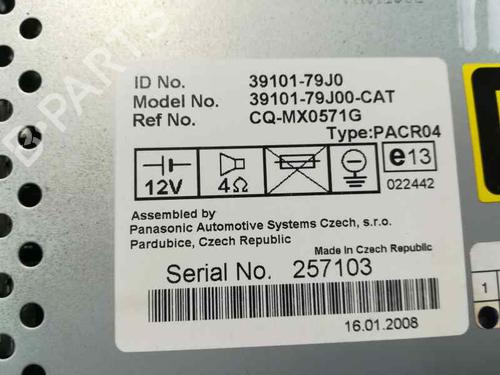 ID No. 39101-79J0
Model No. 39101-79J00-CAT
Ref No. CQ-MX0571G
Type:PACR04
12V 4Ω e13
022442
Assembled by
Panasonic Automotive Systems Czech, s.r.o.
Pardubice, Czech Republic
Made in Czech Republic
Serial No. 257103
16.01.2008
1